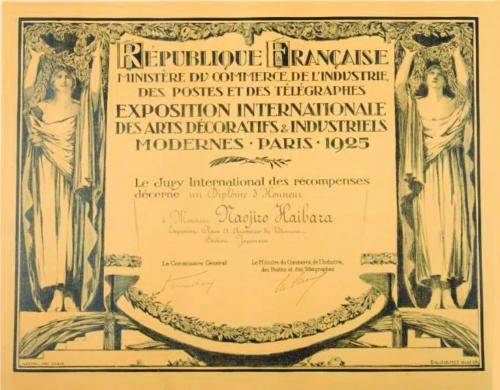 RÉPUBLIQUE FRANÇAISE
MINISTÈRE DU COMMERCE, DE L'INDUSTRIE,
DES POSTES ET DES TÉLÉGRAPHES
EXPOSITION INTERNATIONALE
DES ARTS DÉCORATIFS & INDUSTRIELS
MODERNES · PARIS · 1925
Le Jury International des récompenses
décerne un Diplôme d'Honneur
à Monsieur Naojiro Haibara
Section Japonaise
Le Commissaire Général
Le Ministre du Commerce, de l'Industrie,
des Postes et des Télégraphes